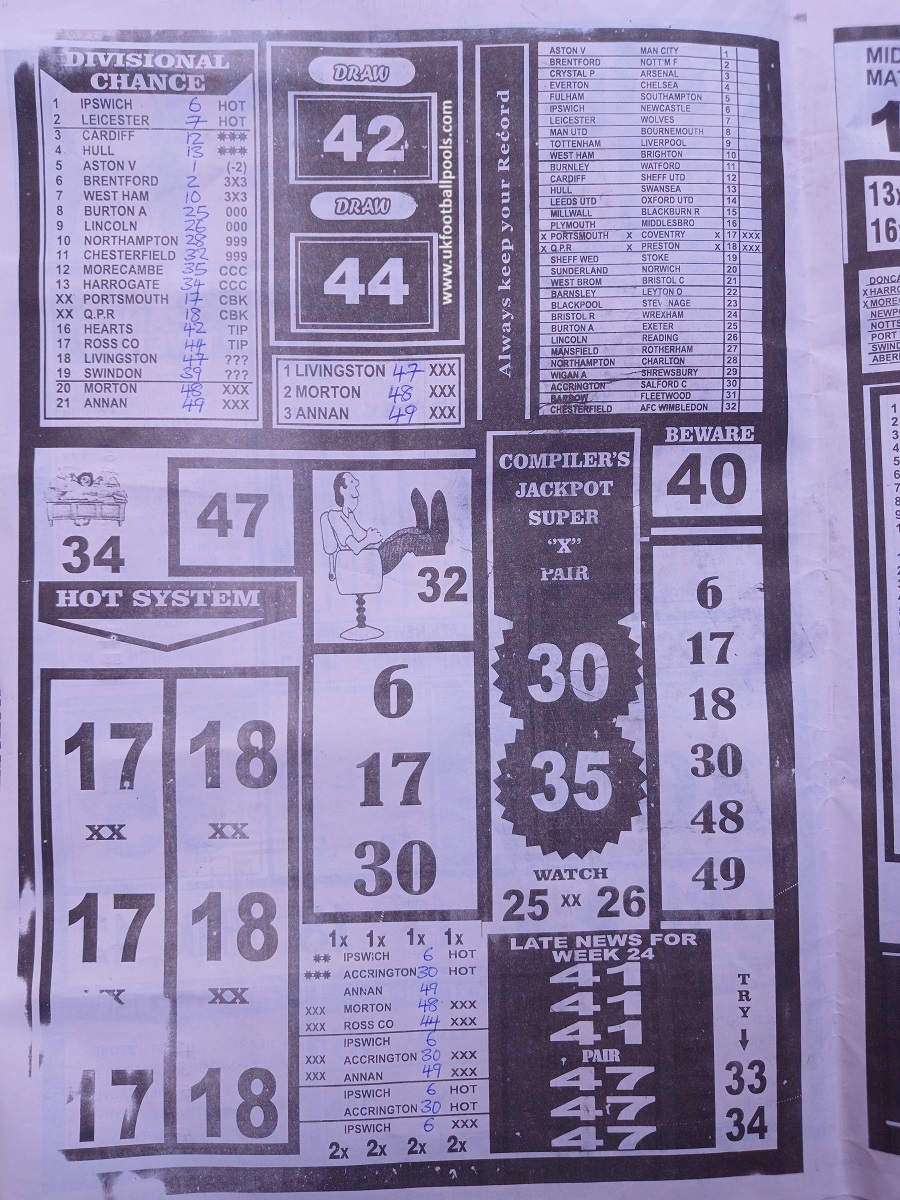 DIVISIONAL
CHANCE
1 IPSWICH 6 HOT
2 LEICESTER 7 HOT
3 CARDIFF 12 ***
4 HULL 13 ***
5 ASTON V 1 (-2)
6 BRENTFORD 2 3X3
7 WEST HAM 10 3X3
8 BURTON A 25 000
9 LINCOLN 26 000
10 NORTHAMPTON 28 999
11 CHESTERFIELD 32 999
12 MORECAMBE 35 CCC
13 HARROGATE 34 CCC
XX PORTSMOUTH 17 CBK
XX Q.P.R 18 CBK
16 HEARTS 42 TIP
17 ROSS CO 44 TIP
18 LIVINGSTON 47 ???
19 SWINDON 39 ???
20 MORTON 48 XXX
21 ANNAN 49 XXX
DRAW
42
DRAW
44
www.ukfootballpools.com
1 LIVINGSTON 47 XXX
2 MORTON 48 XXX
3 ANNAN 49 XXX
Always keep your Record
ASTON V MAN CITY 1
BRENTFORD NOTT'M F 2
CRYSTAL P ARSENAL 3
EVERTON CHELSEA 4
FULHAM SOUTHAMPTON 5
IPSWICH NEWCASTLE 6
LEICESTER WOLVES 7
MAN UTD BOURNEMOUTH 8
TOTTENHAM LIVERPOOL 9
WEST HAM BRIGHTON 10
BURNLEY WATFORD 11
CARDIFF SHEFF UTD 12
HULL SWANSEA 13
LEEDS UTD OXFORD UTD 14
MILLWALL BLACKBURN R 15
PLYMOUTH MIDDLESBRO 16
X PORTSMOUTH X COVENTRY X 17 XXX
X Q.P.R X PRESTON X 18 XXX
SHEFF WED STOKE 19
SUNDERLAND NORWICH 20
WEST BROM BRISTOL C 21
BARNSLEY LEYTON O 22
BLACKPOOL STEVENAGE 23
BRISTOL R WREXHAM 24
BURTON A EXETER 25
LINCOLN READING 26
MANSFIELD ROTHERHAM 27
NORTHAMPTON CHARLTON 28
WIGAN A SHREWSBURY 29
ACCRINGTON SALFORD C 30
BARROW FLEETWOOD 31
CHESTERFIELD AFC WIMBLEDON 32
34
47
32
COMPILER'S
JACKPOT
SUPER
"X"
PAIR
30
35
WATCH
25 XX 26
BEWARE
40
6
17
18
30
48
49
HOT SYSTEM
17 18
XX XX
17 18
XX
17 18
6
17
30
1x 1x 1x 1x
** IPSWICH 6 HOT
*** ACCRINGTON 30 HOT
ANNAN 49
XXX MORTON 48 XXX
XXX ROSS CO 44 XXX
IPSWICH 6
XXX ACCRINGTON 30 XXX
XXX ANNAN 49 XXX
IPSWICH 6 HOT
ACCRINGTON 30 HOT
IPSWICH 6 XXX
2x 2x 2x 2x
LATE NEWS FOR
WEEK 24
41
41
41
PAIR
47
47
47
TRY
33
34
MID
MA
13
16